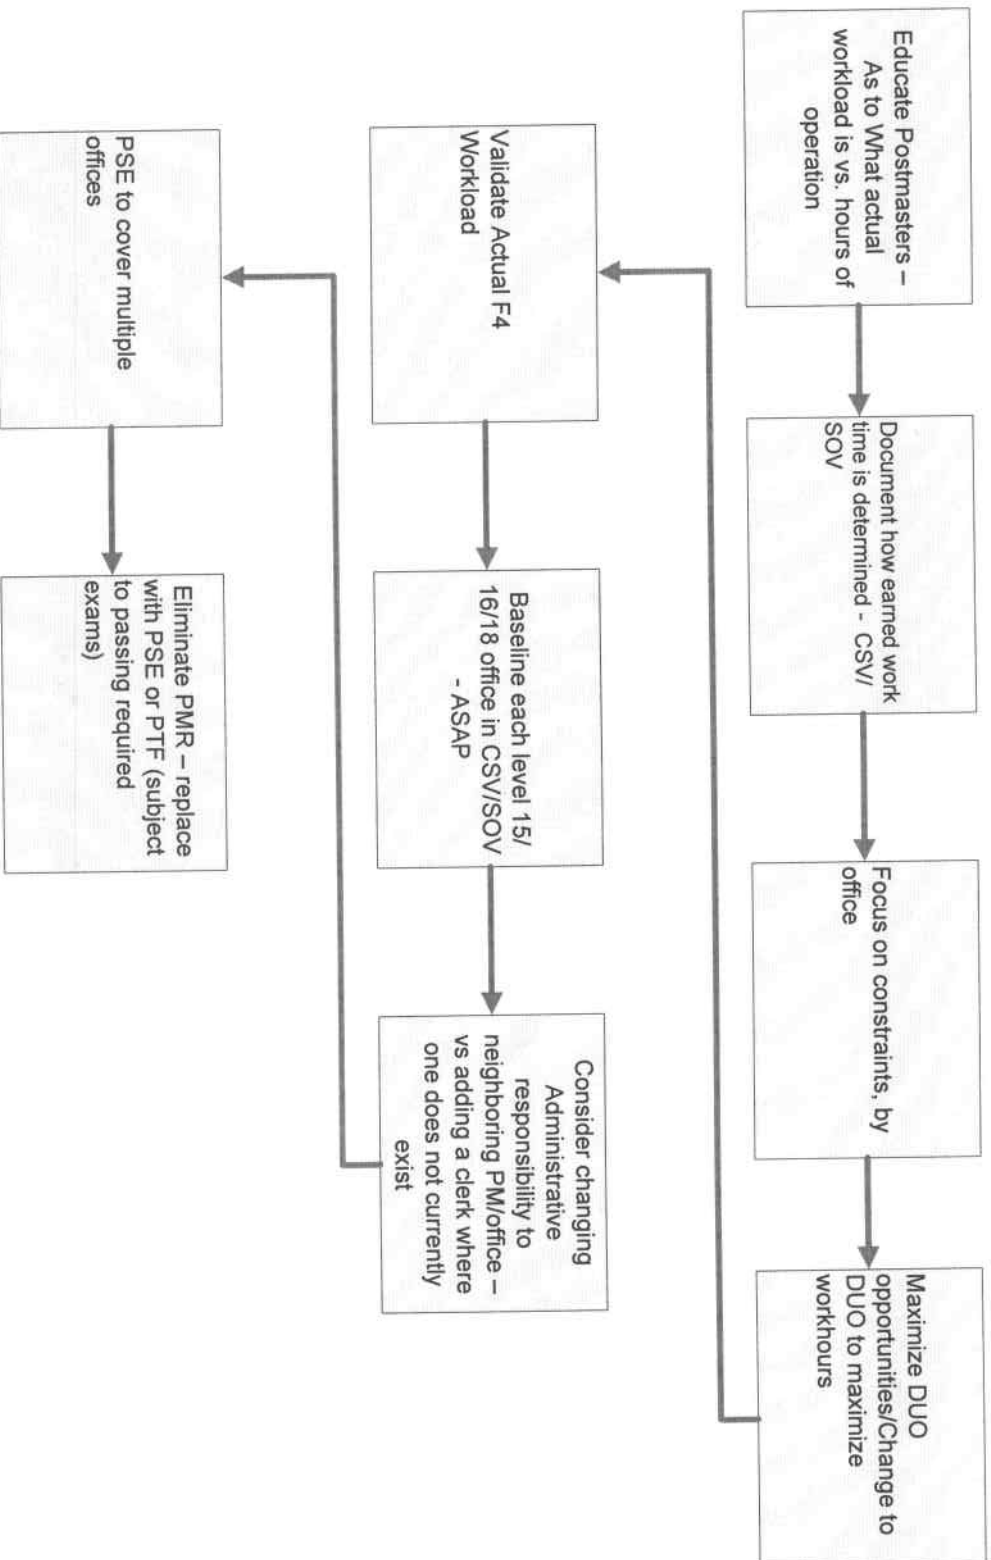 Educate Postmasters –
As to What actual
workload is vs. hours of
operation
Document how earned work
time is determined - CSV/
SOV
Focus on constraints, by
office
Maximize DUO
opportunities/Change to
DUO to maximize
workhours
Validate Actual F4
Workload
Baseline each level 15/
16/18 office in CSV/SOV
- ASAP
Consider changing
Administrative
responsibility to
neighboring PM/office –
vs adding a clerk where
one does not currently
exist
PSE to cover multiple
offices
Eliminate PMR – replace
with PSE or PTF (subject
to passing required
exams)